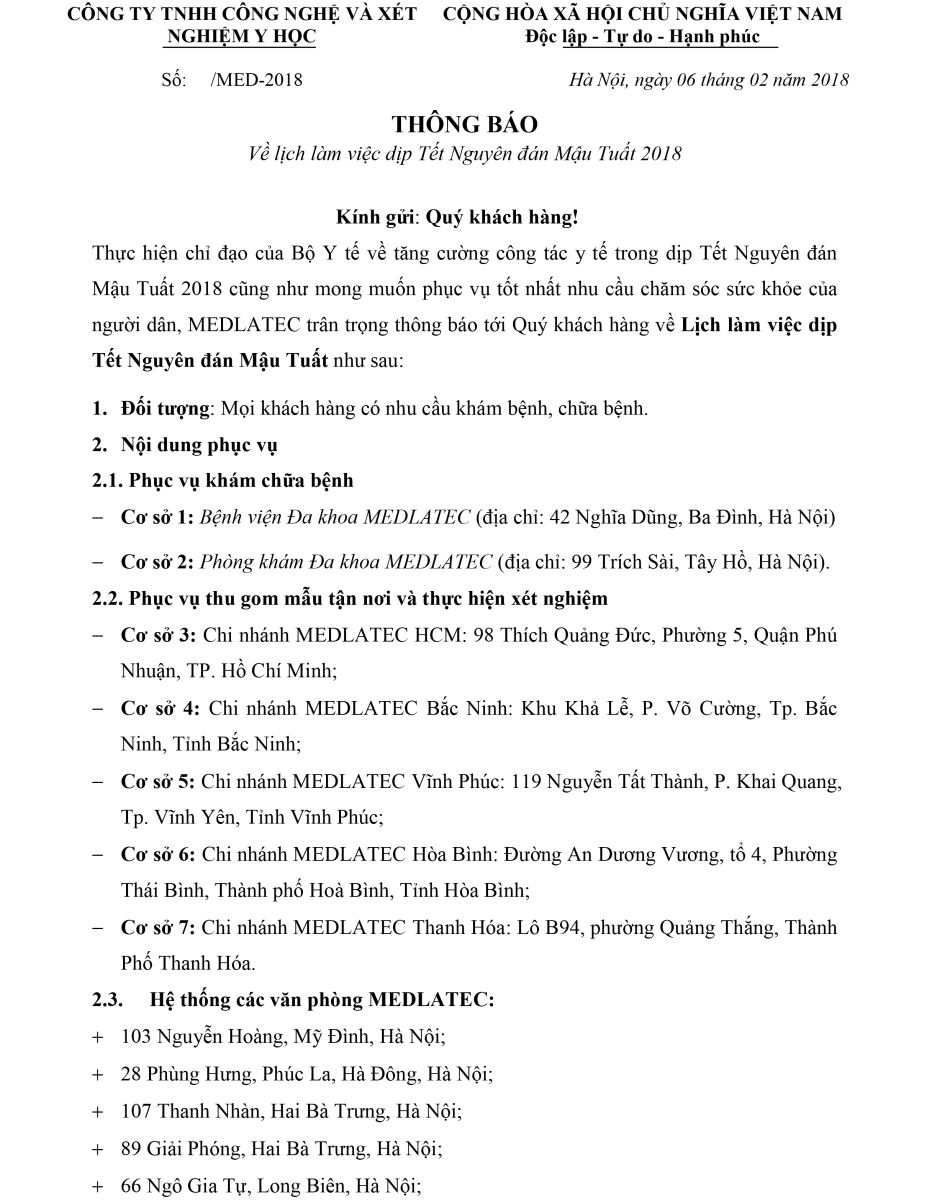 CÔNG TY TNHH CÔNG NGHỆ VÀ XÉT
NGHIỆM Y HỌC
CỘNG HÒA XÃ HỘI CHỦ NGHĨA VIỆT NAM
Độc lập - Tự do - Hạnh phúc
Số: /MED-2018
Hà Nội, ngày 06 tháng 02 năm 2018
THÔNG BÁO
Về lịch làm việc dịp Tết Nguyên đán Mậu Tuất 2018
Kính gửi: Quý khách hàng!
Thực hiện chỉ đạo của Bộ Y tế về tăng cường công tác y tế trong dịp Tết Nguyên đán
Mậu Tuất 2018 cũng như mong muốn phục vụ tốt nhất nhu cầu chăm sóc sức khỏe của
người dân, MEDLATEC trân trọng thông báo tới Quý khách hàng về Lịch làm việc dịp
Tết Nguyên đán Mậu Tuất như sau:
1. Đối tượng: Mọi khách hàng có nhu cầu khám bệnh, chữa bệnh.
2. Nội dung phục vụ
2.1. Phục vụ khám chữa bệnh
− Cơ sở 1: Bệnh viện Đa khoa MEDLATEC (địa chỉ: 42 Nghĩa Dũng, Ba Đình, Hà Nội)
− Cơ sở 2: Phòng khám Đa khoa MEDLATEC (địa chỉ: 99 Trích Sài, Tây Hồ, Hà Nội).
2.2. Phục vụ thu gom mẫu tận nơi và thực hiện xét nghiệm
− Cơ sở 3: Chi nhánh MEDLATEC HCM: 98 Thích Quảng Đức, Phường 5, Quận Phú
Nhuận, TP. Hồ Chí Minh;
− Cơ sở 4: Chi nhánh MEDLATEC Bắc Ninh: Khu Khả Lễ, P. Võ Cường, Tp. Bắc
Ninh, Tỉnh Bắc Ninh;
− Cơ sở 5: Chi nhánh MEDLATEC Vĩnh Phúc: 119 Nguyễn Tất Thành, P. Khai Quang,
Tp. Vĩnh Yên, Tỉnh Vĩnh Phúc;
− Cơ sở 6: Chi nhánh MEDLATEC Hòa Bình: Đường An Dương Vương, tổ 4, Phường
Thái Bình, Thành phố Hoà Bình, Tỉnh Hòa Bình;
− Cơ sở 7: Chi nhánh MEDLATEC Thanh Hóa: Lô B94, phường Quảng Thắng, Thành
Phố Thanh Hóa.
2.3. Hệ thống các văn phòng MEDLATEC:
+ 103 Nguyễn Hoàng, Mỹ Đình, Hà Nội;
+ 28 Phùng Hưng, Phúc La, Hà Đông, Hà Nội;
+ 107 Thanh Nhàn, Hai Bà Trưng, Hà Nội;
+ 89 Giải Phóng, Hai Bà Trưng, Hà Nội;
+ 66 Ngô Gia Tự, Long Biên, Hà Nội;